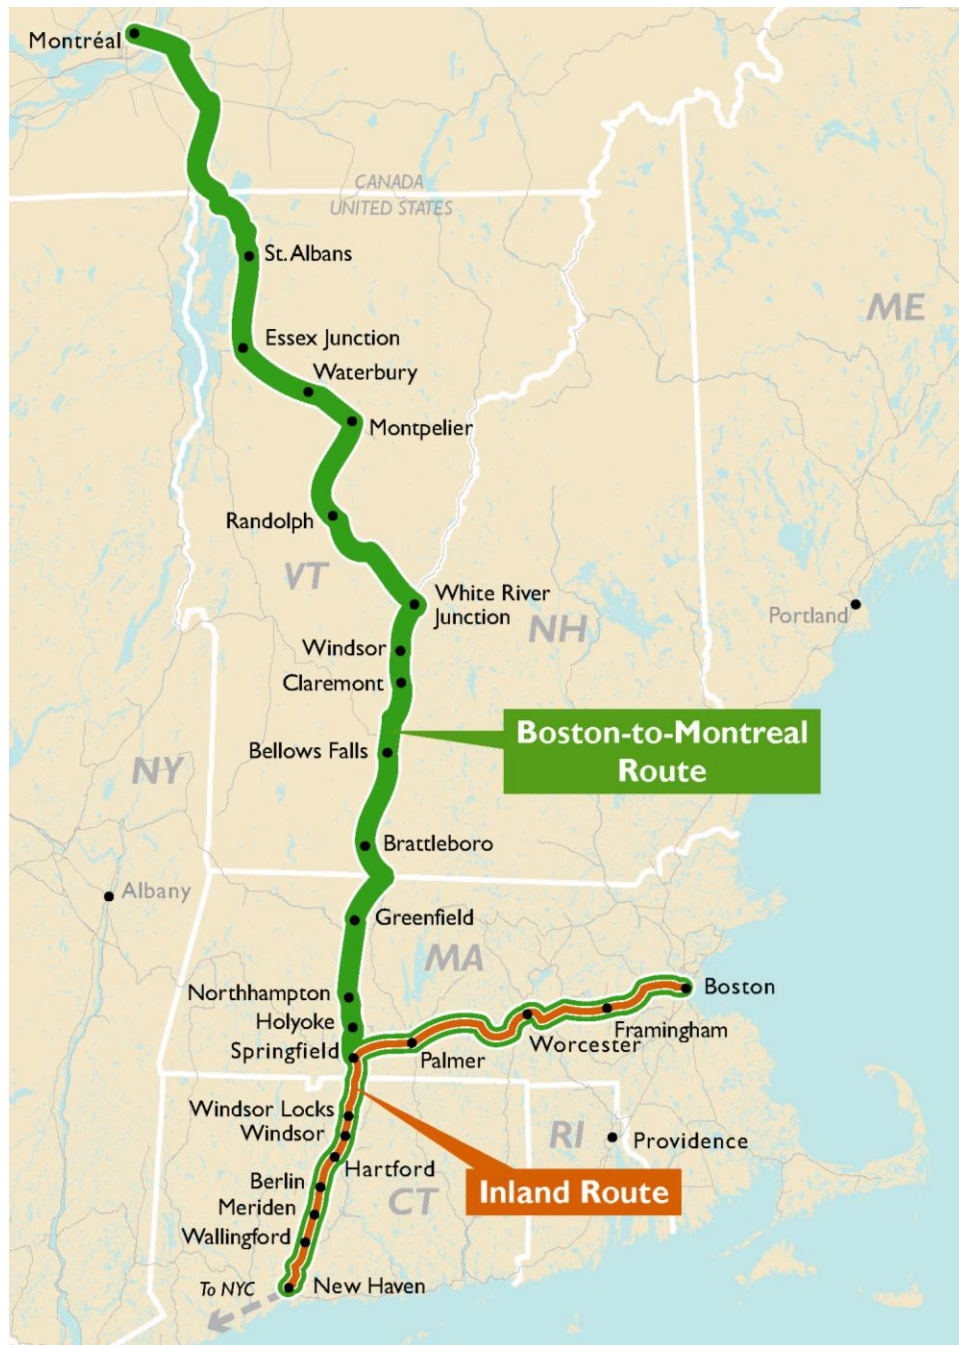 Montréal
CANADA
UNITED STATES
St. Albans
ME
Essex Junction
Waterbury
Montpelier
Randolph
VT
White River
Junction
NH
Portland
Windsor
Claremont
Boston-to-Montreal
Route
Bellows Falls
NY
Brattleboro
Albany
Greenfield
MA
Northhampton
Boston
Holyoke
Framingham
Worcester
Springfield
Palmer
Windsor Locks
Windsor
RI
Providence
Hartford
Berlin
Inland Route
CT
Meriden
Wallingford
To NYC
New Haven